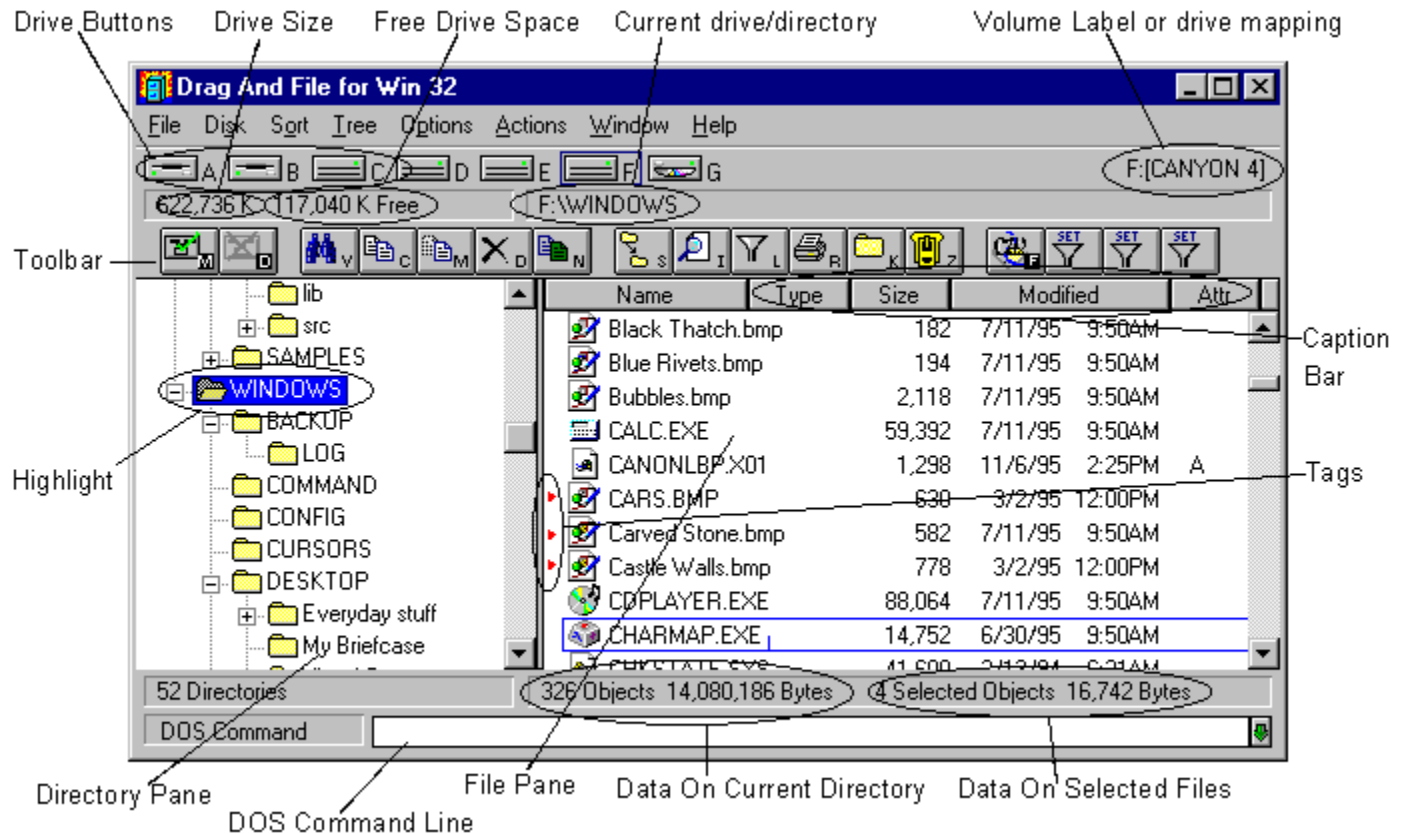 Drive Buttons Drive Size Free Drive Space Current drive/directory Volume Label or drive mapping
Drag And File for Win 32
File Disk Sort Tree Options Actions Window Help
A B C D E F G F:[CANYON 4]
622,736 K 117,040 K Free F:\WINDOWS
Toolbar
M D V C M D N S I L R K Z F SET SET SET
Name Type Size Modified Attr
lib
src
SAMPLES
WINDOWS
BACKUP
LOG
COMMAND
CONFIG
CURSORS
DESKTOP
Everyday stuff
My Briefcase
Black Thatch.bmp 182 7/11/95 9:50AM
Blue Rivets.bmp 194 7/11/95 9:50AM
Bubbles.bmp 2,118 7/11/95 9:50AM
CALC.EXE 59,392 7/11/95 9:50AM
CANONLBP.X01 1,298 11/6/95 2:25PM A
CARS.BMP 630 3/2/95 12:00PM
Carved Stone.bmp 582 7/11/95 9:50AM
Castle Walls.bmp 778 3/2/95 12:00PM
CDPLAYER.EXE 88,064 7/11/95 9:50AM
CHARMAP.EXE 14,752 6/30/95 9:50AM
CHKSTATE.SYS 41,600
Caption
Bar
Highlight
Tags
52 Directories 326 Objects 14,080,186 Bytes 4 Selected Objects 16,742 Bytes
DOS Command
Directory Pane
DOS Command Line
File Pane
Data On Current Directory
Data On Selected Files